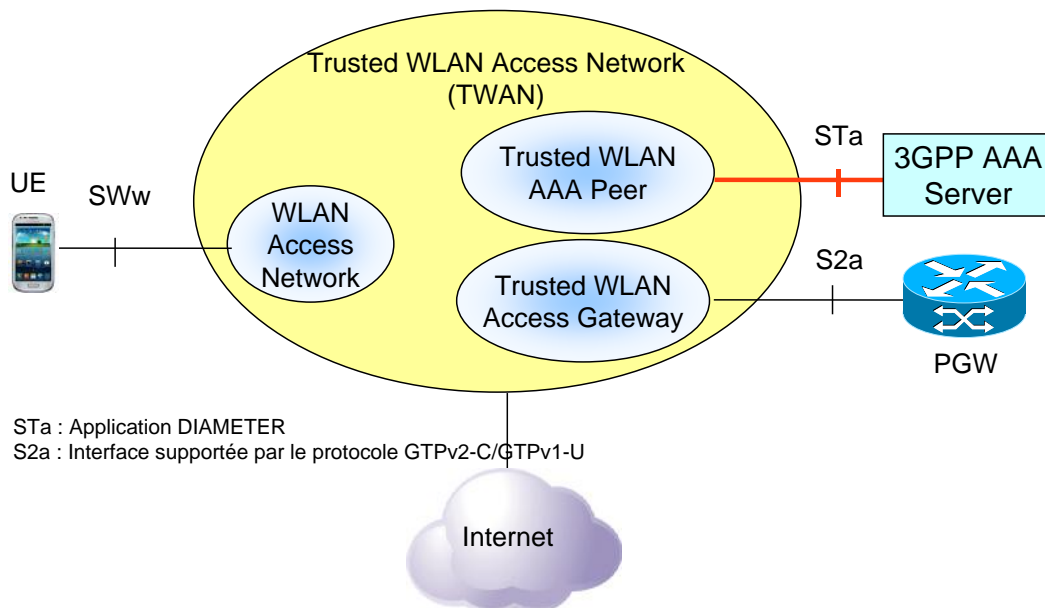 Trusted WLAN Access Network
(TWAN)
Trusted WLAN
AAA Peer
STa
3GPP AAA
Server
UE
SWw
WLAN
Access
Network
Trusted WLAN
Access Gateway
S2a
PGW
STa : Application DIAMETER
S2a : Interface supportée par le protocole GTPv2-C/GTPv1-U
Internet